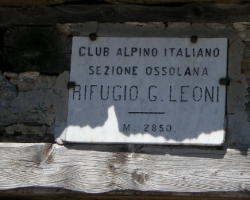 CLUB ALPINO ITALIANO
SEZIONE OSSOLANA
RIFUGIO G. LEONI
M. 2850.